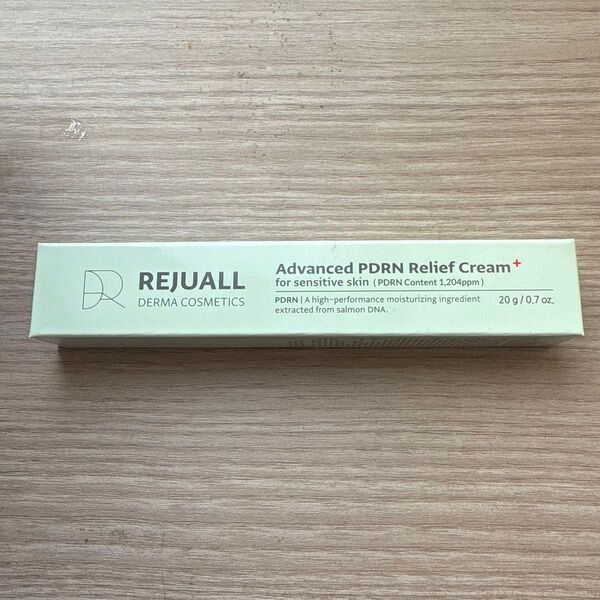 REJUALL
DERMA COSMETICS
Advanced PDRN Relief Cream+
for sensitive skin ( PDRN Content 1,204ppm )
PDRN | A high-performance moisturizing ingredient
extracted from salmon DNA.
20 g / 0.7 oz.